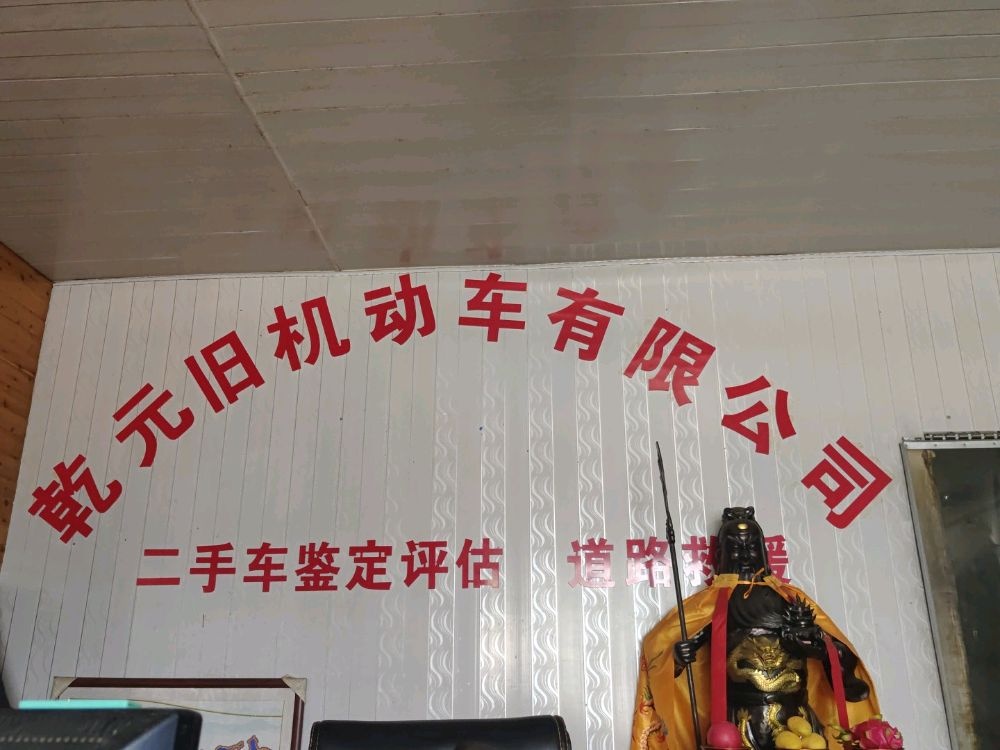 乾元旧机动车有限公司
二手车鉴定评估 道路救援